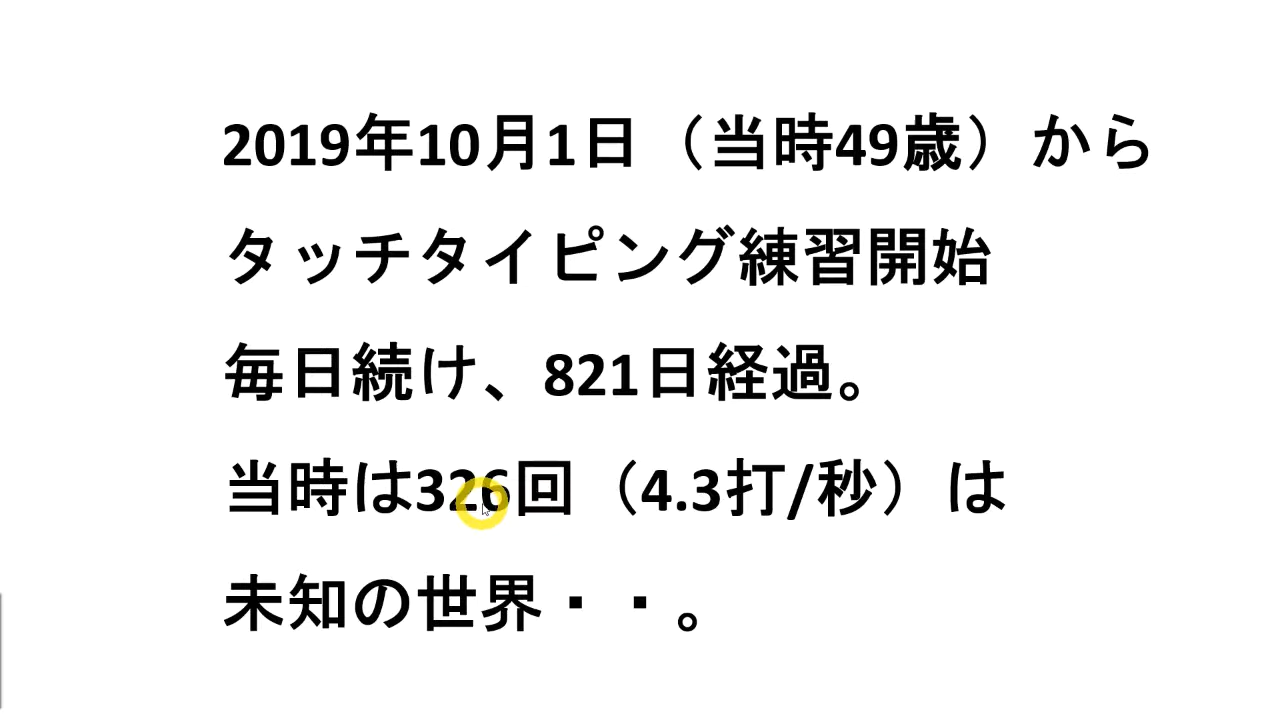 2019年10月1日（当時49歳）から
タッチタイピング練習開始
毎日続け、821日経過。
当時は326回（4.3打/秒）は
未知の世界・・。